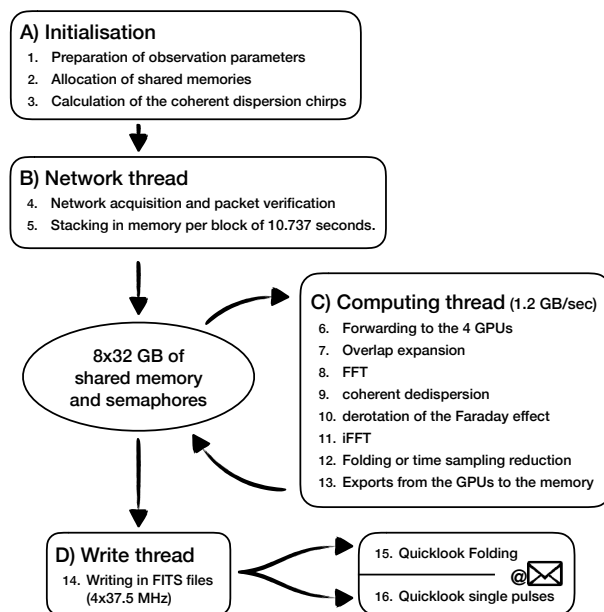 A) Initialisation
1. Preparation of observation parameters
2. Allocation of shared memories
3. Calculation of the coherent dispersion chirps
B) Network thread
4. Network acquisition and packet verification
5. Stacking in memory per block of 10.737 seconds.
8x32 GB of
shared memory
and semaphores
C) Computing thread (1.2 GB/sec)
6. Forwarding to the 4 GPUs
7. Overlap expansion
8. FFT
9. coherent dedispersion
10. derotation of the Faraday effect
11. iFFT
12. Folding or time sampling reduction
13. Exports from the GPUs to the memory
D) Write thread
14. Writing in FITS files
(4x37.5 MHz)
15. Quicklook Folding
@
16. Quicklook single pulses